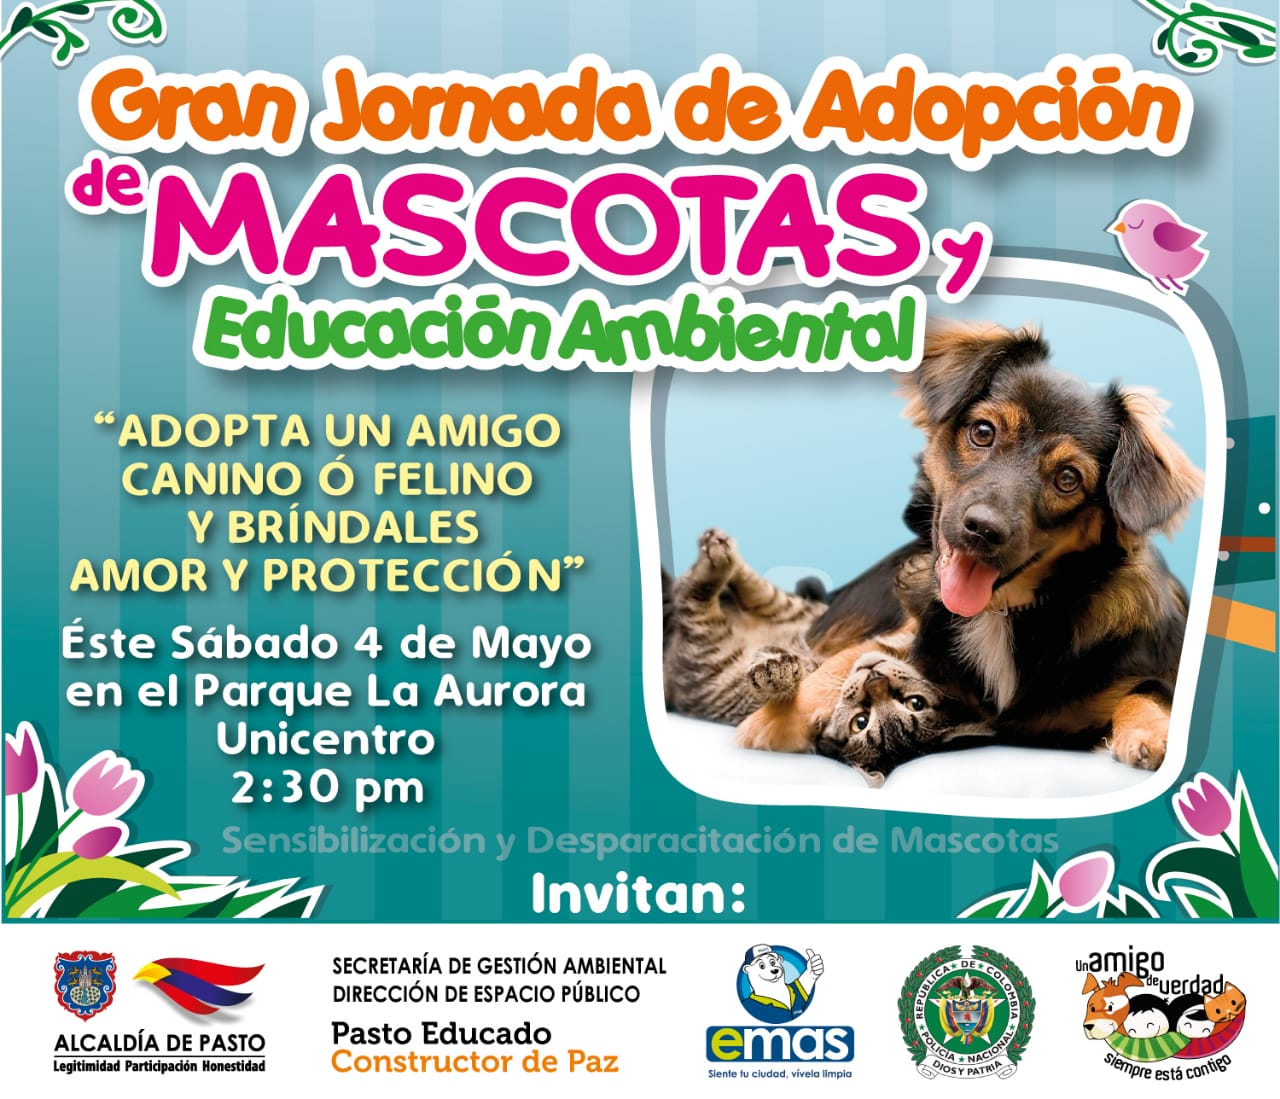 Gran Jornada de Adopción
de MASCOTAS y
Educación Ambiental
“ADOPTA UN AMIGO
CANINO Ó FELINO
Y BRÍNDALES
AMOR Y PROTECCIÓN”
Éste Sábado 4 de Mayo
en el Parque La Aurora
Unicentro
2:30 pm
Sensibilización y Desparacitación de Mascotas
Invitan:
ALCALDÍA DE PASTO
Legitimidad Participación Honestidad
SECRETARÍA DE GESTIÓN AMBIENTAL
DIRECCIÓN DE ESPACIO PÚBLICO
Pasto Educado
Constructor de Paz
emas
Siente tu ciudad, vívela limpia
REPÚBLICA DE COLOMBIA
POLICÍA NACIONAL
DIOS Y PATRIA
Un amigo
de verdad
siempre está contigo